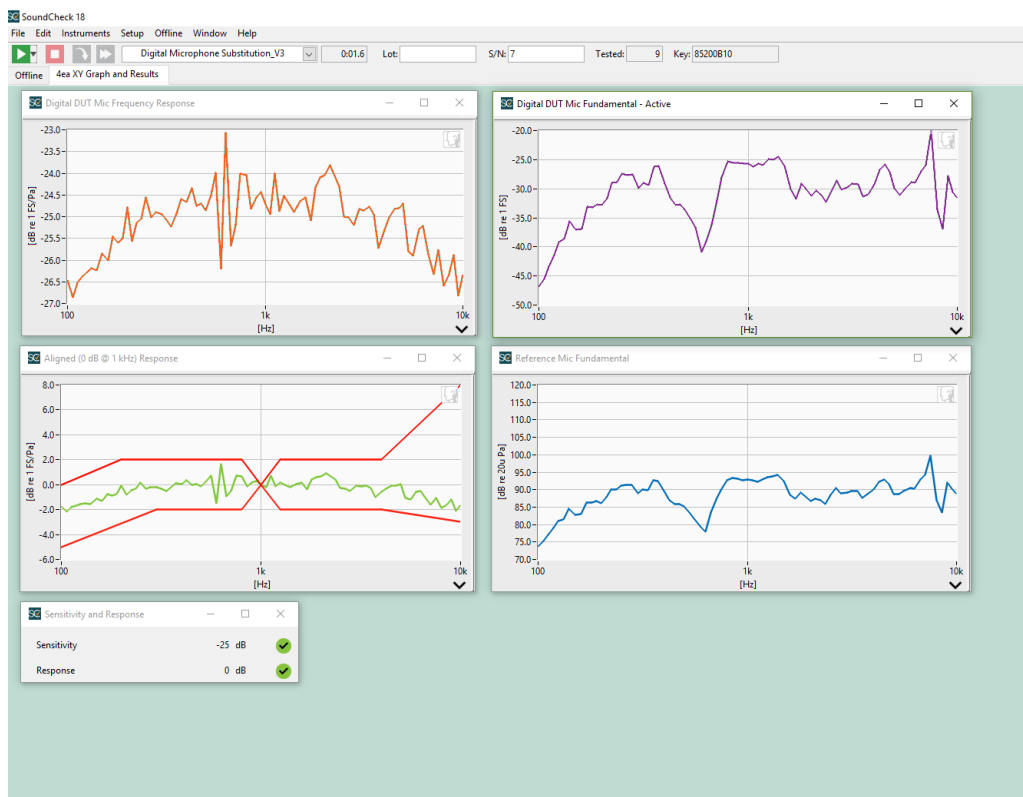 SC SoundCheck 18
File Edit Instruments Setup Offline Window Help
Digital Microphone Substitution_V3 0:01.6 Lot: S/N: 7 Tested: 9 Key: 85200B10
Offline 4ea XY Graph and Results
SC Digital DUT Mic Frequency Response
-23.0
-23.5
-24.0
-24.5
-25.0
-25.5
-26.0
-26.5
-27.0
[dB re 1 FS/Pa]
100 1k 10k
[Hz]
SC Digital DUT Mic Fundamental - Active
-20.0
-25.0
-30.0
-35.0
-40.0
-45.0
-50.0
[dB re 1 FS]
100 1k 10k
[Hz]
SC Aligned (0 dB @ 1 kHz) Response
8.0
6.0
4.0
2.0
0.0
-2.0
-4.0
-6.0
[dB re 1 FS/Pa]
100 1k 10k
[Hz]
SC Reference Mic Fundamental
120.0
115.0
110.0
105.0
100.0
95.0
90.0
85.0
80.0
75.0
70.0
[dB re 20u Pa]
100 1k 10k
[Hz]
SC Sensitivity and Response
Sensitivity -25 dB
Response 0 dB